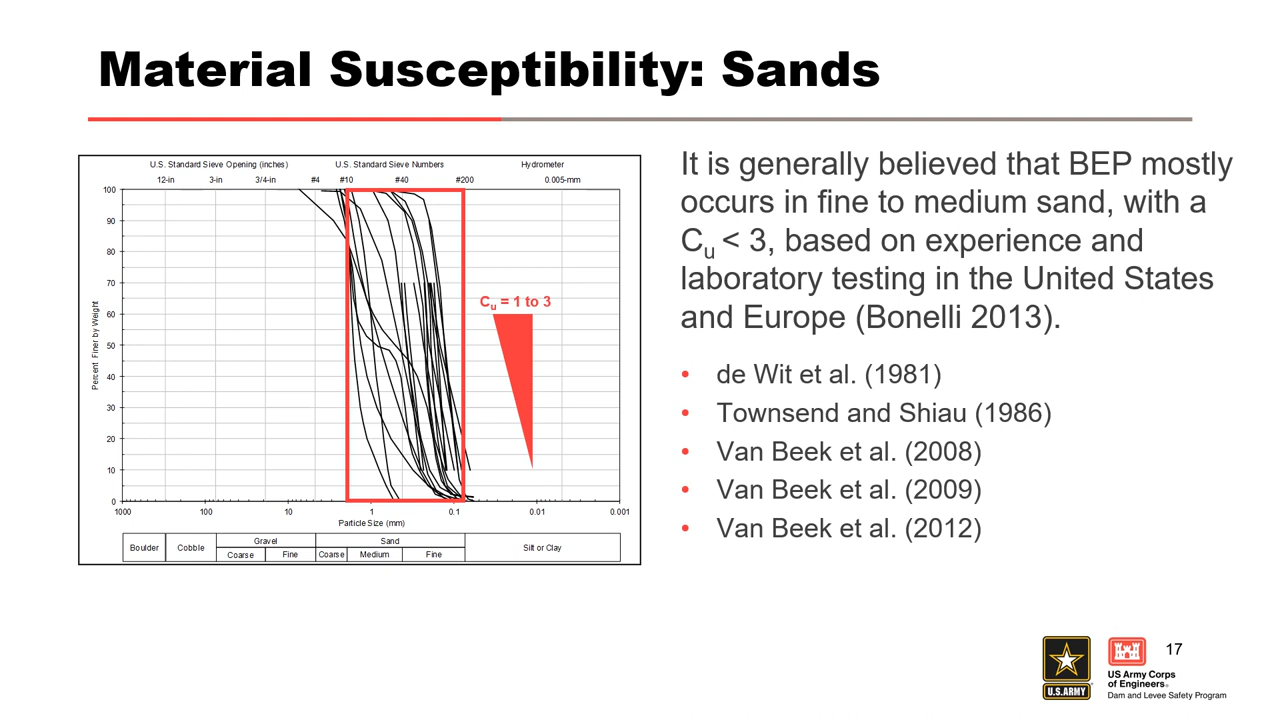 Material Susceptibility: Sands
U.S. Standard Sieve Opening (inches) U.S. Standard Sieve Numbers Hydrometer
12-in 3-in 3/4-in #4 #10 #40 #200 0.005-mm
100
90
80
70
60
50
40
30
20
10
0
Percent Finer by Weight
Cu = 1 to 3
1000 100 10 1 0.1 0.01 0.001
Particle Size (mm)
Boulder Cobble Gravel Sand Silt or Clay
Coarse Fine Coarse Medium Fine
It is generally believed that BEP mostly
occurs in fine to medium sand, with a
Cu < 3, based on experience and
laboratory testing in the United States
and Europe (Bonelli 2013).
• de Wit et al. (1981)
• Townsend and Shiau (1986)
• Van Beek et al. (2008)
• Van Beek et al. (2009)
• Van Beek et al. (2012)
U.S.ARMY
US Army Corps
of Engineers®
Dam and Levee Safety Program
17